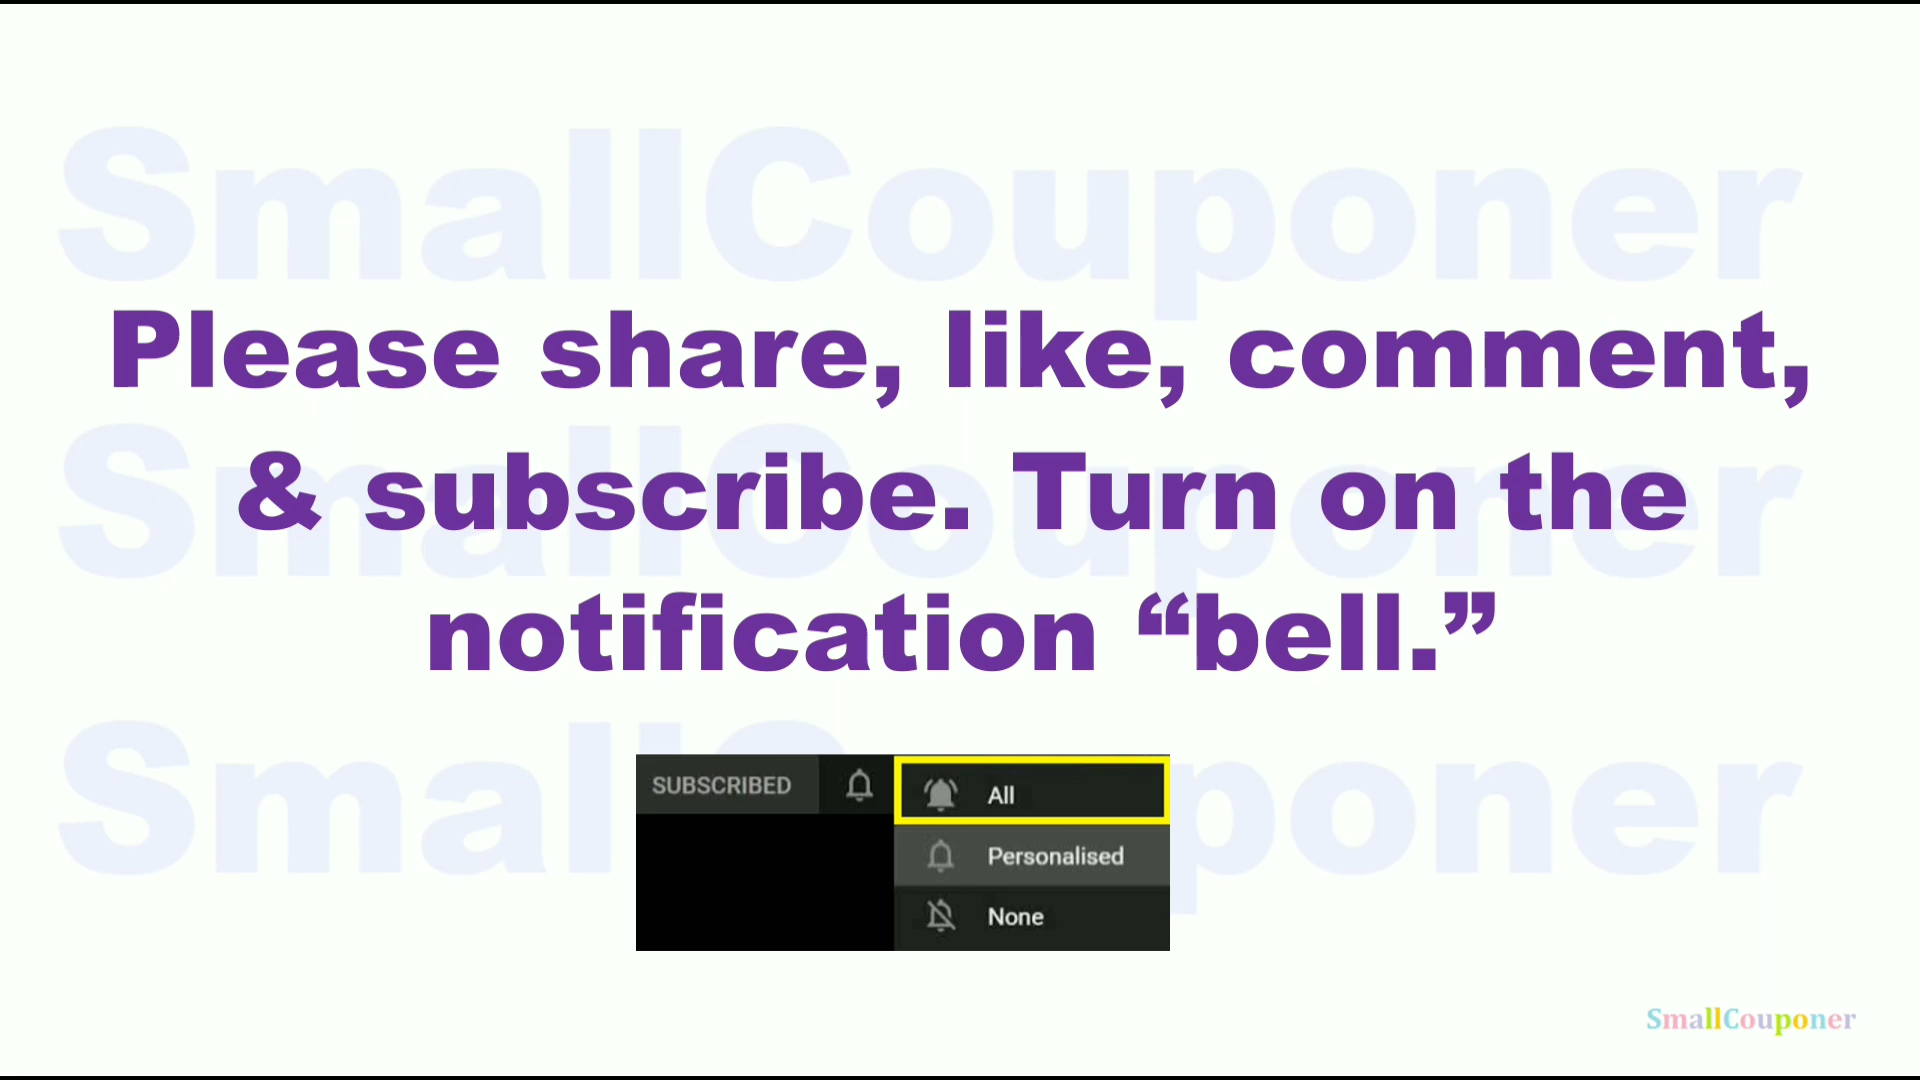 SmallCouponer
Please share, like, comment,
SmallCouponer
& subscribe. Turn on the
notification “bell.”
SmallCouponer
SUBSCRIBED
All
Personalised
None
SmallCouponer